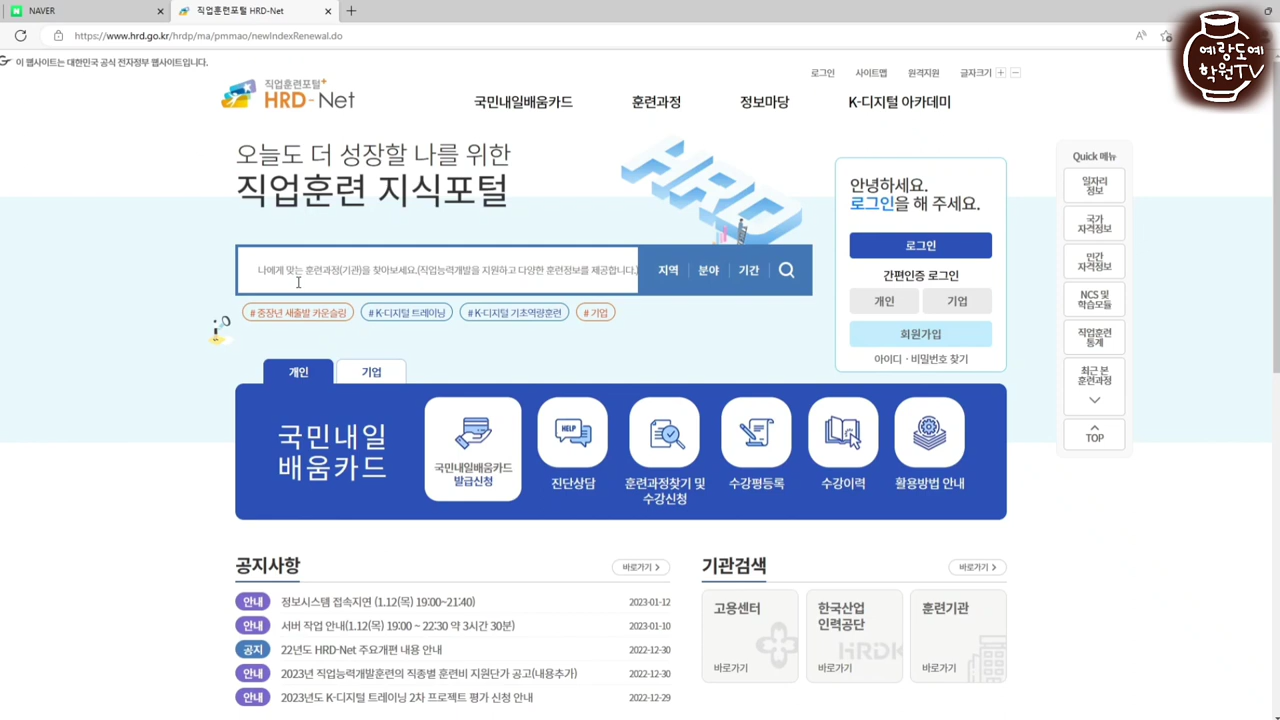 NAVER
직업훈련포털 HRD-Net
https://www.hrd.go.kr/hrdp/ma/pmmao/newIndexRenewal.do
이 웹사이트는 대한민국 공식 전자정부 웹사이트입니다.
예랑도예
학원TV
로그인 사이트맵 원격지원 글자크기
직업훈련포털+
HRD-Net
국민내일배움카드 훈련과정 정보마당 K-디지털 아카데미
오늘도 더 성장할 나를 위한
직업훈련 지식포털
HRD
나에게 맞는 훈련과정(기관)을 찾아보세요.(직업능력개발을 지원하고 다양한 훈련정보를 제공합니다.)
지역 분야 기간
# 중장년 새출발 카운슬링 # K-디지털 트레이닝 # K-디지털 기초역량훈련 # 기업
안녕하세요.
로그인을 해 주세요.
로그인
간편인증 로그인
개인 기업
회원가입
아이디 · 비밀번호 찾기
Quick 메뉴
일자리
정보
국가
자격정보
민간
자격정보
NCS 및
학습모듈
직업훈련
통계
최근 본
훈련과정
TOP
개인 기업
국민내일
배움카드
국민내일배움카드
발급신청
HELP
진단상담
훈련과정찾기 및
수강신청
수강평등록
수강이력
활용방법 안내
공지사항
바로가기 >
안내 정보시스템 접속지연 (1.12(목) 19:00~21:40) 2023-01-12
안내 서버 작업 안내(1.12(목) 19:00 ~ 22:30 약 3시간 30분) 2023-01-10
공지 22년도 HRD-Net 주요개편 내용 안내 2022-12-30
안내 2023년 직업능력개발훈련의 직종별 훈련비 지원단가 공고(내용추가) 2022-12-30
안내 2023년도 K-디지털 트레이닝 2차 프로젝트 평가 신청 안내 2022-12-29
기관검색
바로가기 >
고용센터
바로가기
한국산업
인력공단
HRDK
바로가기
훈련기관
바로가기